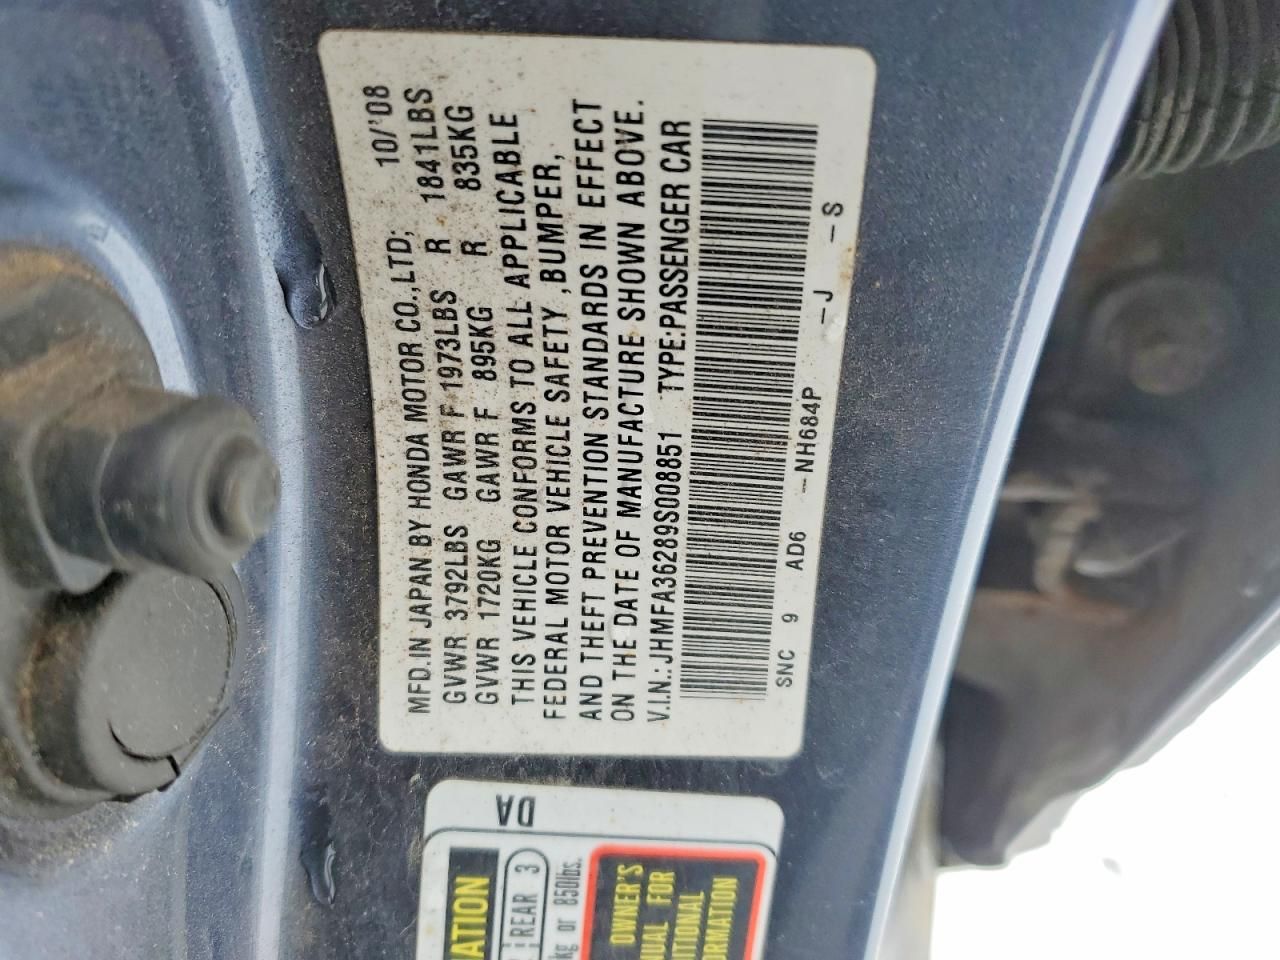 MFD. IN JAPAN BY HONDA MOTOR CO.,LTD. 10/'08
GVWR 3792LBS GAWR F 1973LBS R 1841LBS
GVWR 1720KG GAWR F 895KG R 835KG
THIS VEHICLE CONFORMS TO ALL APPLICABLE
FEDERAL MOTOR VEHICLE SAFETY ,BUMPER,
AND THEFT PREVENTION STANDARDS IN EFFECT
ON THE DATE OF MANUFACTURE SHOWN ABOVE.
V.I.N.: JHMFA36289S008851 TYPE:PASSENGER CAR
SNC 9 AD6 -NH684P -J -S
DA
REAR 3
kg or 850lbs.
OWNER'S
FOR